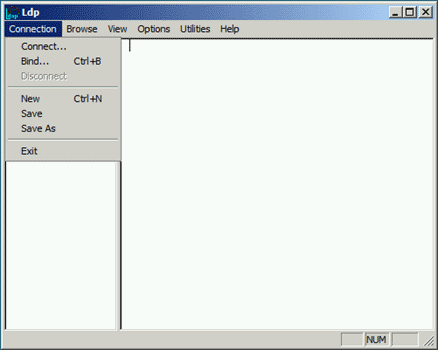 Ldp
Connection Browse View Options Utilities Help
Connect...
Bind... Ctrl+B
Disconnect
New Ctrl+N
Save
Save As
Exit
NUM